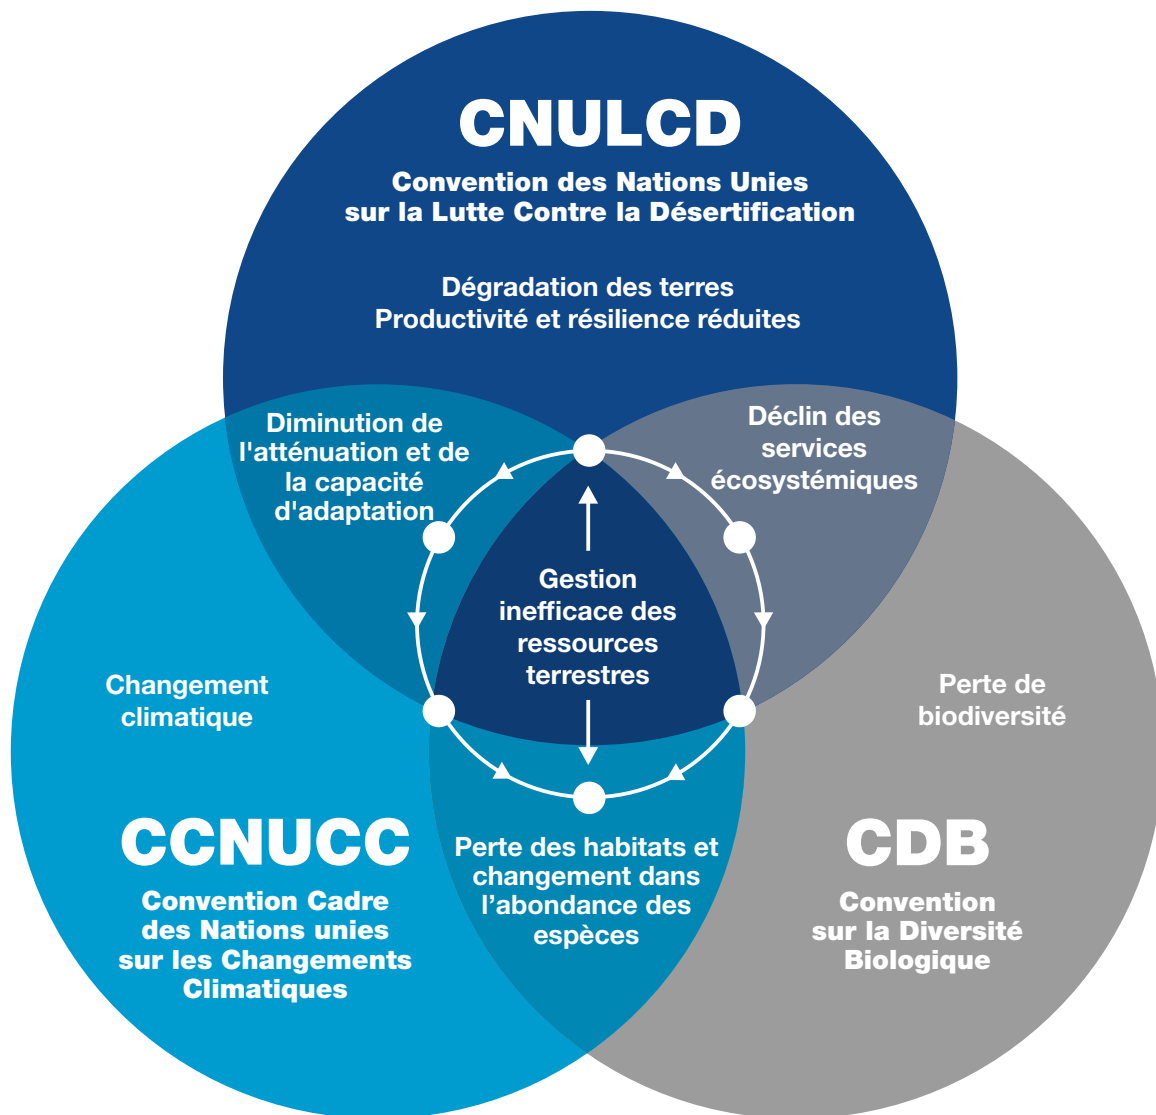 CNULCD
Convention des Nations Unies
sur la Lutte Contre la Désertification
Dégradation des terres
Productivité et résilience réduites
Diminution de
l'atténuation et de
la capacité
d'adaptation
Déclin des
services
écosystémiques
Gestion
inefficace des
ressources
terrestres
Changement
climatique
Perte de
biodiversité
CCNUCC
Convention Cadre
des Nations unies
sur les Changements
Climatiques
Perte des habitats et
changement dans
l’abondance des
espèces
CDB
Convention
sur la Diversité
Biologique